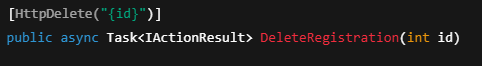 [HttpDelete("{id}")]
public async Task<IActionResult> DeleteRegistration(int id)